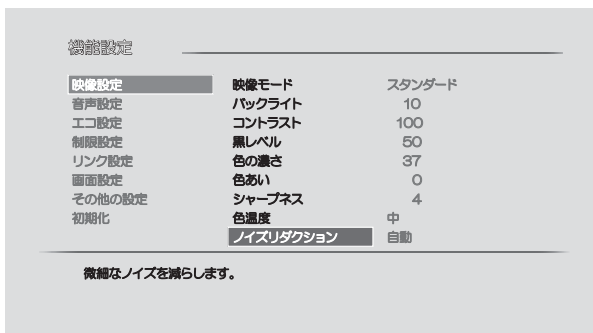 機能設定
映像設定 映像モード スタンダード
音声設定 バックライト 10
エコ設定 コントラスト 100
制限設定 黒レベル 50
リンク設定 色の濃さ 37
画面設定 色あい 0
その他の設定 シャープネス 4
初期化 色温度 中
ノイズリダクション 自動
微細なノイズを減らします。